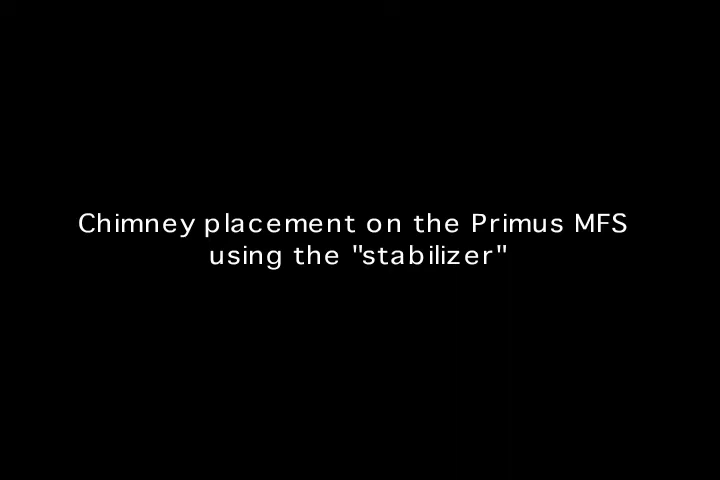 Chimney placement on the Primus MFS
using the "stabilizer"